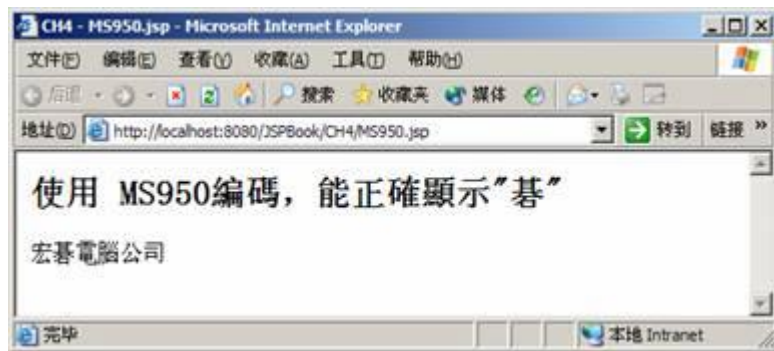 CH4 - MS950.jsp - Microsoft Internet Explorer
文件(F) 编辑(E) 查看(V) 收藏(A) 工具(T) 帮助(H)
后退 搜索 收藏夹 媒体
地址(D) http://localhost:8080/JSPBook/CH4/MS950.jsp 转到 链接 »
使用 MS950编碼，能正確顯示"碁"
宏碁電腦公司
完毕 本地 Intranet